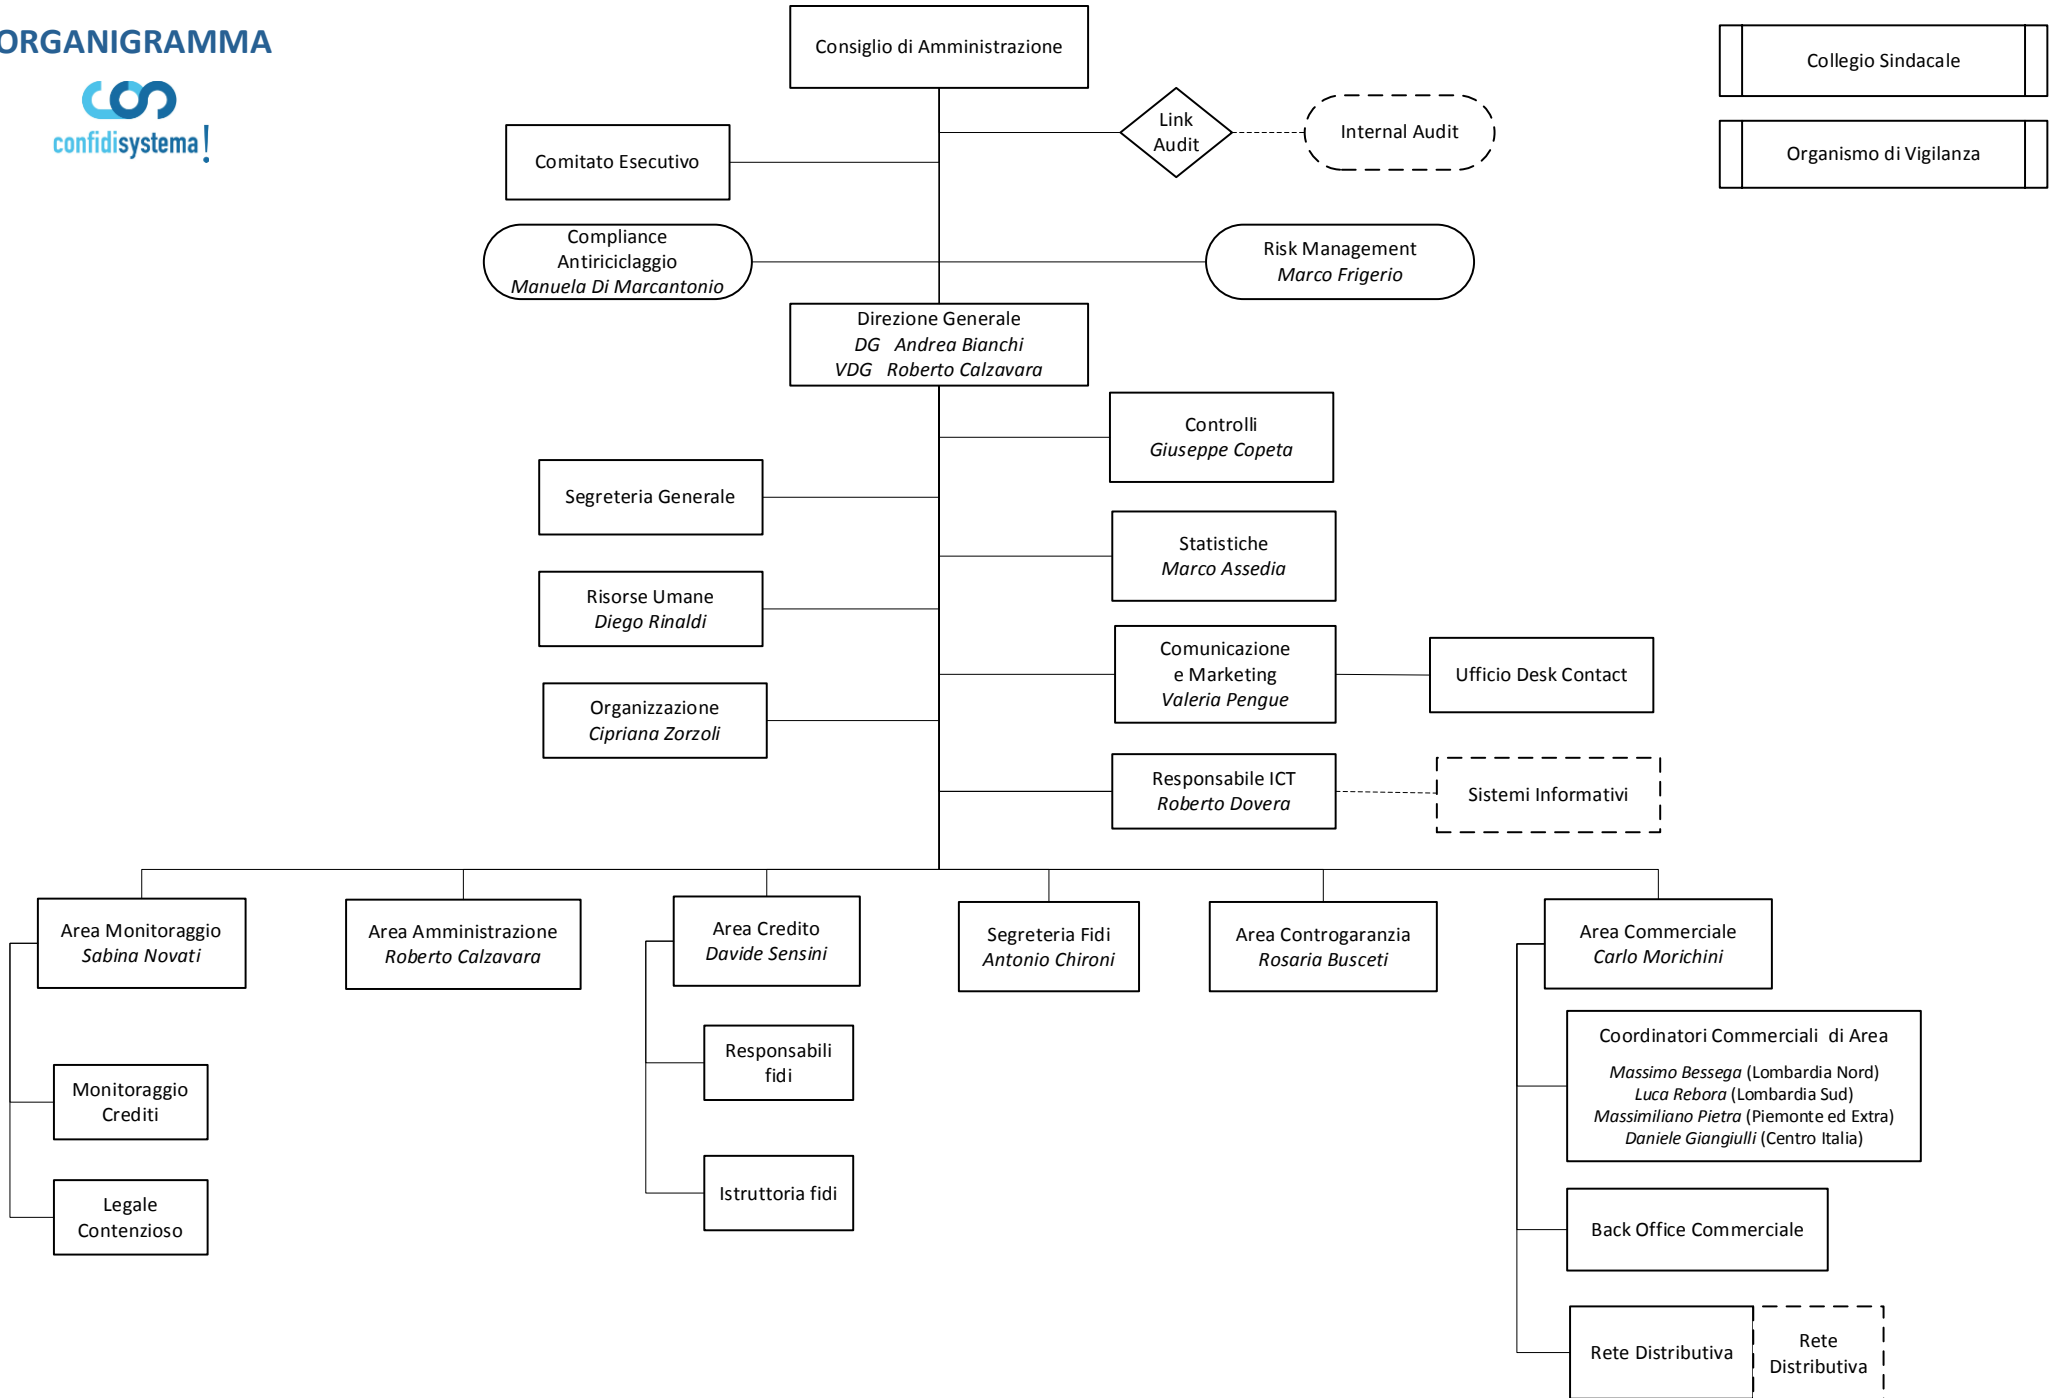 ORGANIGRAMMA
confidisystema!
Consiglio di Amministrazione
Collegio Sindacale
Organismo di Vigilanza
Link
Audit
Internal Audit
Comitato Esecutivo
Compliance
Antiriciclaggio
Manuela Di Marcantonio
Risk Management
Marco Frigerio
Direzione Generale
DG Andrea Bianchi
VDG Roberto Calzavara
Controlli
Giuseppe Copeta
Segreteria Generale
Statistiche
Marco Assedia
Risorse Umane
Diego Rinaldi
Comunicazione
e Marketing
Valeria Pengue
Ufficio Desk Contact
Organizzazione
Cipriana Zorzoli
Responsabile ICT
Roberto Dovera
Sistemi Informativi
Area Monitoraggio
Sabina Novati
Area Amministrazione
Roberto Calzavara
Area Credito
Davide Sensini
Segreteria Fidi
Antonio Chironi
Area Controgaranzia
Rosaria Busceti
Area Commerciale
Carlo Morichini
Monitoraggio
Crediti
Legale
Contenzioso
Responsabili
fidi
Istruttoria fidi
Coordinatori Commerciali di Area
Massimo Bessega (Lombardia Nord)
Luca Rebora (Lombardia Sud)
Massimiliano Pietra (Piemonte ed Extra)
Daniele Giangiulli (Centro Italia)
Back Office Commerciale
Rete Distributiva
Rete
Distributiva